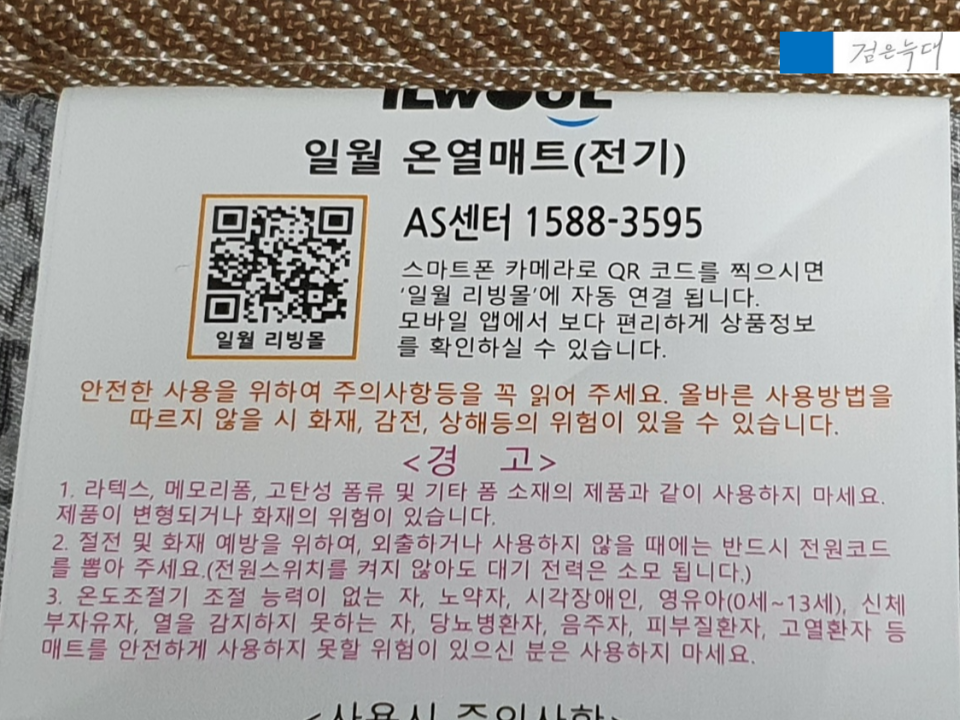 검은늑대
ILWOUL
일월 온열매트(전기)
AS센터 1588-3595
스마트폰 카메라로 QR 코드를 찍으시면
‘일월 리빙몰’에 자동 연결 됩니다.
모바일 앱에서 보다 편리하게 상품정보
를 확인하실 수 있습니다.
일월 리빙몰
안전한 사용을 위하여 주의사항등을 꼭 읽어 주세요. 올바른 사용방법을
따르지 않을 시 화재, 감전, 상해등의 위험이 있을 수 있습니다.
<경 고>
1. 라텍스, 메모리폼, 고탄성 폼류 및 기타 폼 소재의 제품과 같이 사용하지 마세요.
제품이 변형되거나 화재의 위험이 있습니다.
2. 절전 및 화재 예방을 위하여, 외출하거나 사용하지 않을 때에는 반드시 전원코드
를 뽑아 주세요.(전원스위치를 켜지 않아도 대기 전력은 소모 됩니다.)
3. 온도조절기 조절 능력이 없는 자, 노약자, 시각장애인, 영유아(0세~13세), 신체
부자유자, 열을 감지하지 못하는 자, 당뇨병환자, 음주자, 피부질환자, 고열환자 등
매트를 안전하게 사용하지 못할 위험이 있으신 분은 사용하지 마세요.
<사용시 주의사항>